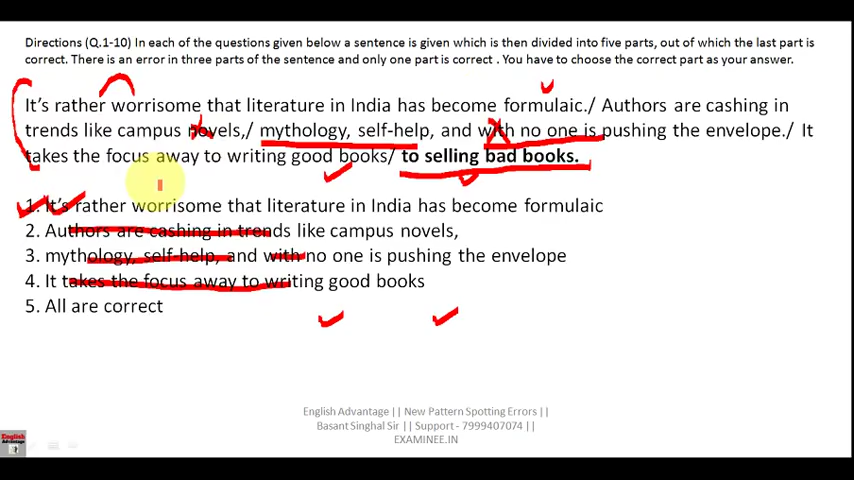 Directions (Q.1-10) In each of the questions given below a sentence is given which is then divided into five parts, out of which the last part is
correct. There is an error in three parts of the sentence and only one part is correct . You have to choose the correct part as your answer.
It's rather worrisome that literature in India has become formulaic./ Authors are cashing in
trends like campus novels,/ mythology, self-help, and with no one is pushing the envelope./ It
takes the focus away to writing good books/ to selling bad books.
1. It's rather worrisome that literature in India has become formulaic
2. Authors are cashing in trends like campus novels,
3. mythology, self-help, and with no one is pushing the envelope
4. It takes the focus away to writing good books
5. All are correct
English Advantage || New Pattern Spotting Errors ||
Basant Singhal Sir || Support - 7999407074 ||
EXAMINEE.IN
English
Advantage